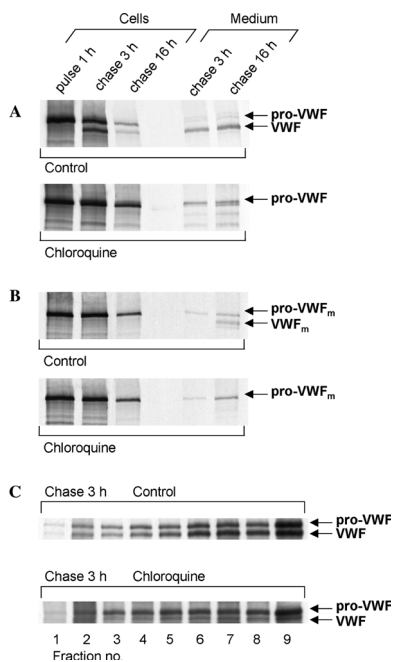 Cells Medium
pulse 1 h chase 3 h chase 16 h chase 3 h chase 16 h
A
pro-VWF
VWF
Control
pro-VWF
Chloroquine
B
pro-VWFm
VWFm
Control
pro-VWFm
Chloroquine
C Chase 3 h Control
pro-VWF
VWF
Chase 3 h Chloroquine
pro-VWF
VWF
1 2 3 4 5 6 7 8 9
Fraction no.